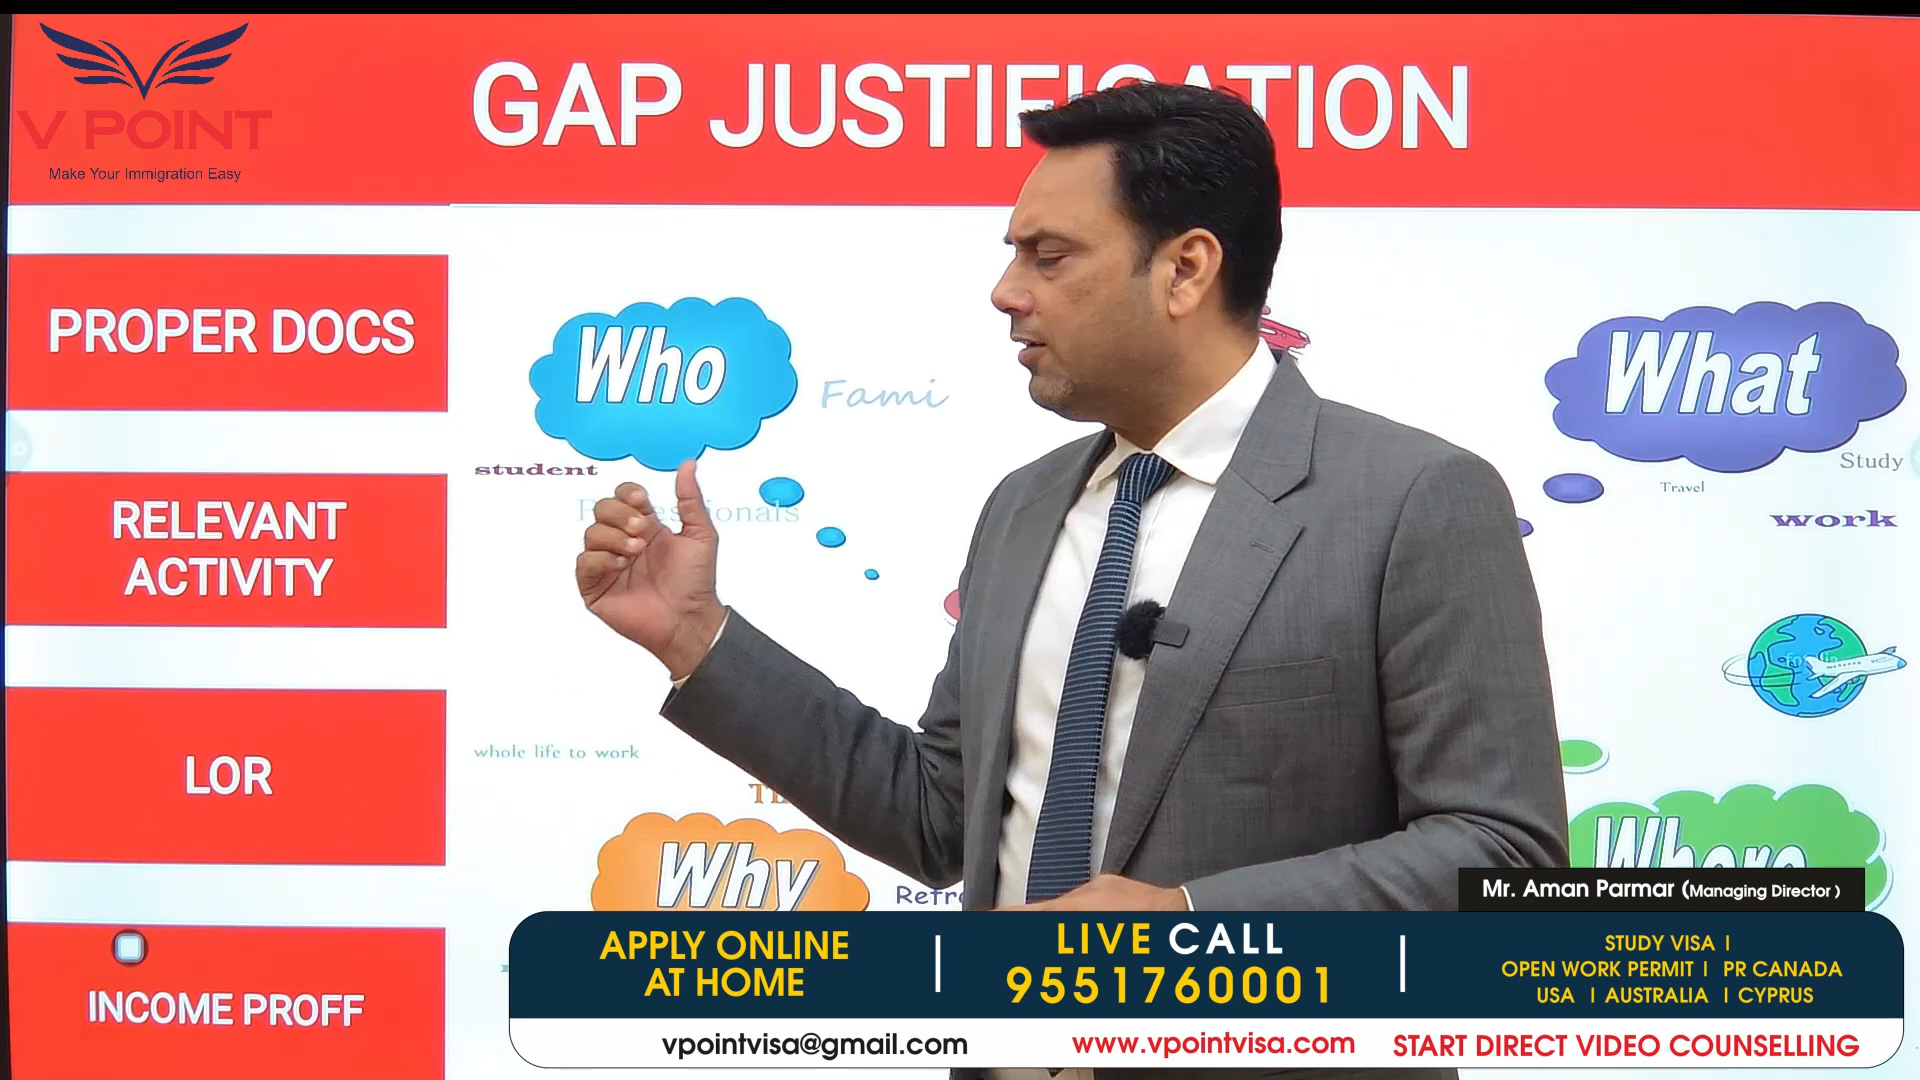 V POINT
Make Your Immigration Easy
GAP JUSTIFICATION
PROPER DOCS
RELEVANT
ACTIVITY
LOR
INCOME PROFF
Who
Fami
student
What
Study
Travel
work
whole life to work
Why
Where
Mr. Aman Parmar (Managing Director )
APPLY ONLINE
AT HOME
LIVE CALL
9551760001
STUDY VISA |
OPEN WORK PERMIT | PR CANADA
USA | AUSTRALIA | CYPRUS
vpointvisa@gmail.com
www.vpointvisa.com
START DIRECT VIDEO COUNSELLING